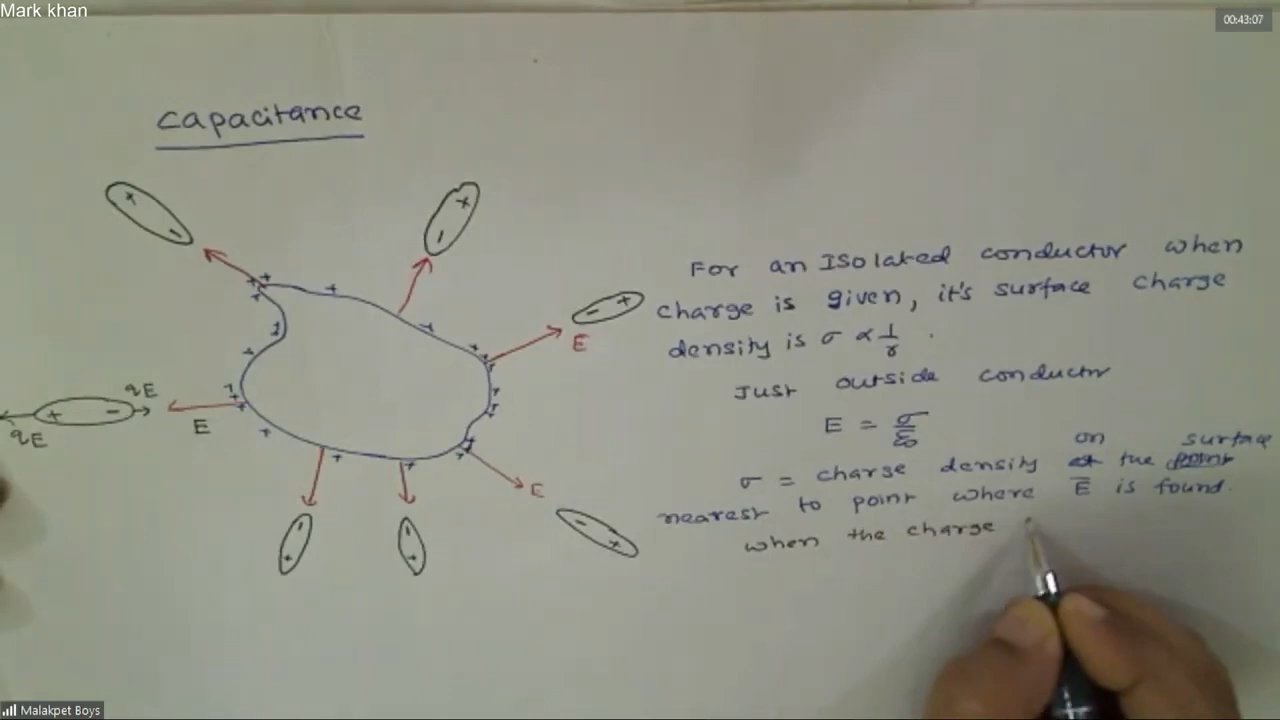 Mark khan
00:43:07
Capacitance
For an Isolated conductor when
charge is given, it's surface charge
density is σ ∝ 1/r .
Just outside conductor
E = σ/ε₀
on surface
σ = charge density at the point
nearest to point where E̅ is found.
when the charge
E
E
E
qE
qE
Malakpet Boys